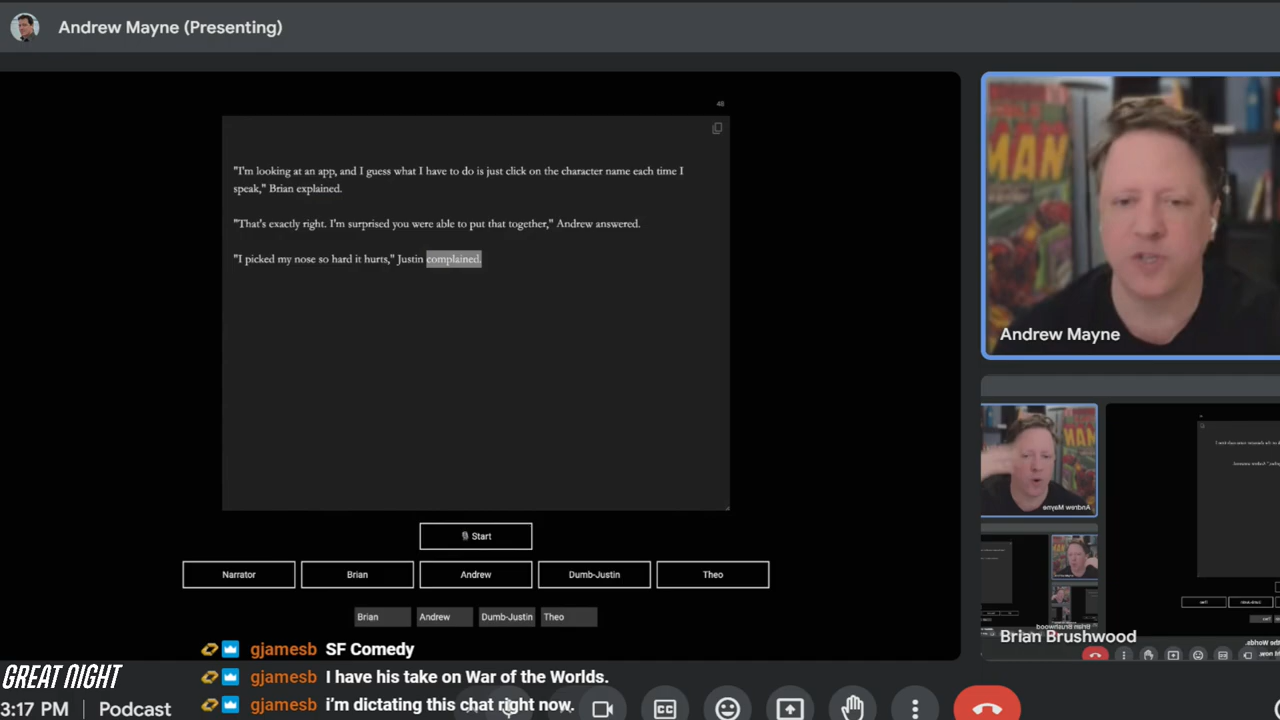 Andrew Mayne (Presenting)
48
"I'm looking at an app, and I guess what I have to do is just click on the character name each time I
speak," Brian explained.
"That's exactly right. I'm surprised you were able to put that together," Andrew answered.
"I picked my nose so hard it hurts," Justin complained.
Start
Narrator
Brian
Andrew
Dumb-Justin
Theo
Brian
Andrew
Dumb-Justin
Theo
MAN
Andrew Mayne
Andrew Mayne
Brian Brushwood
gjamesb SF Comedy
gjamesb I have his take on War of the Worlds.
gjamesb i'm dictating this chat right now.
GREAT NIGHT
3:17 PM
Podcast